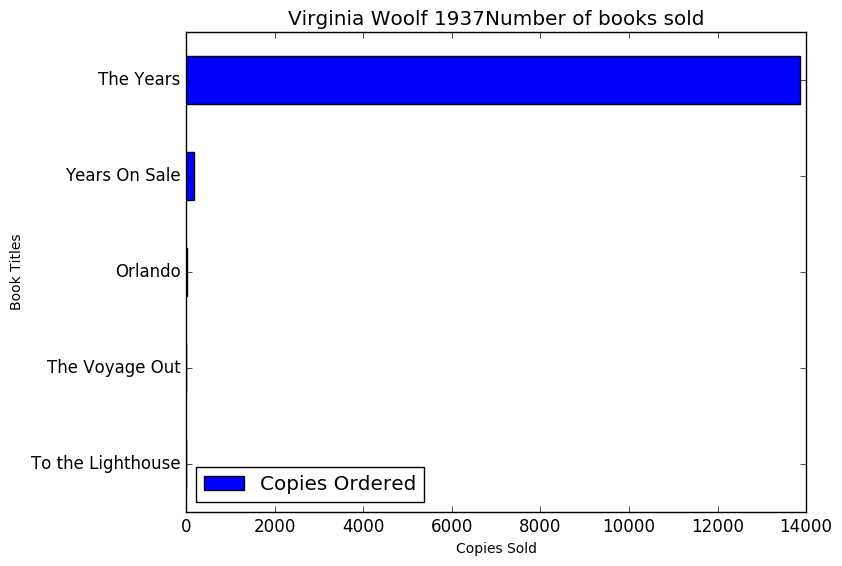 Virginia Woolf 1937Number of books sold
The Years
Years On Sale
Orlando
The Voyage Out
To the Lighthouse
Book Titles
Copies Ordered
0 2000 4000 6000 8000 10000 12000 14000
Copies Sold